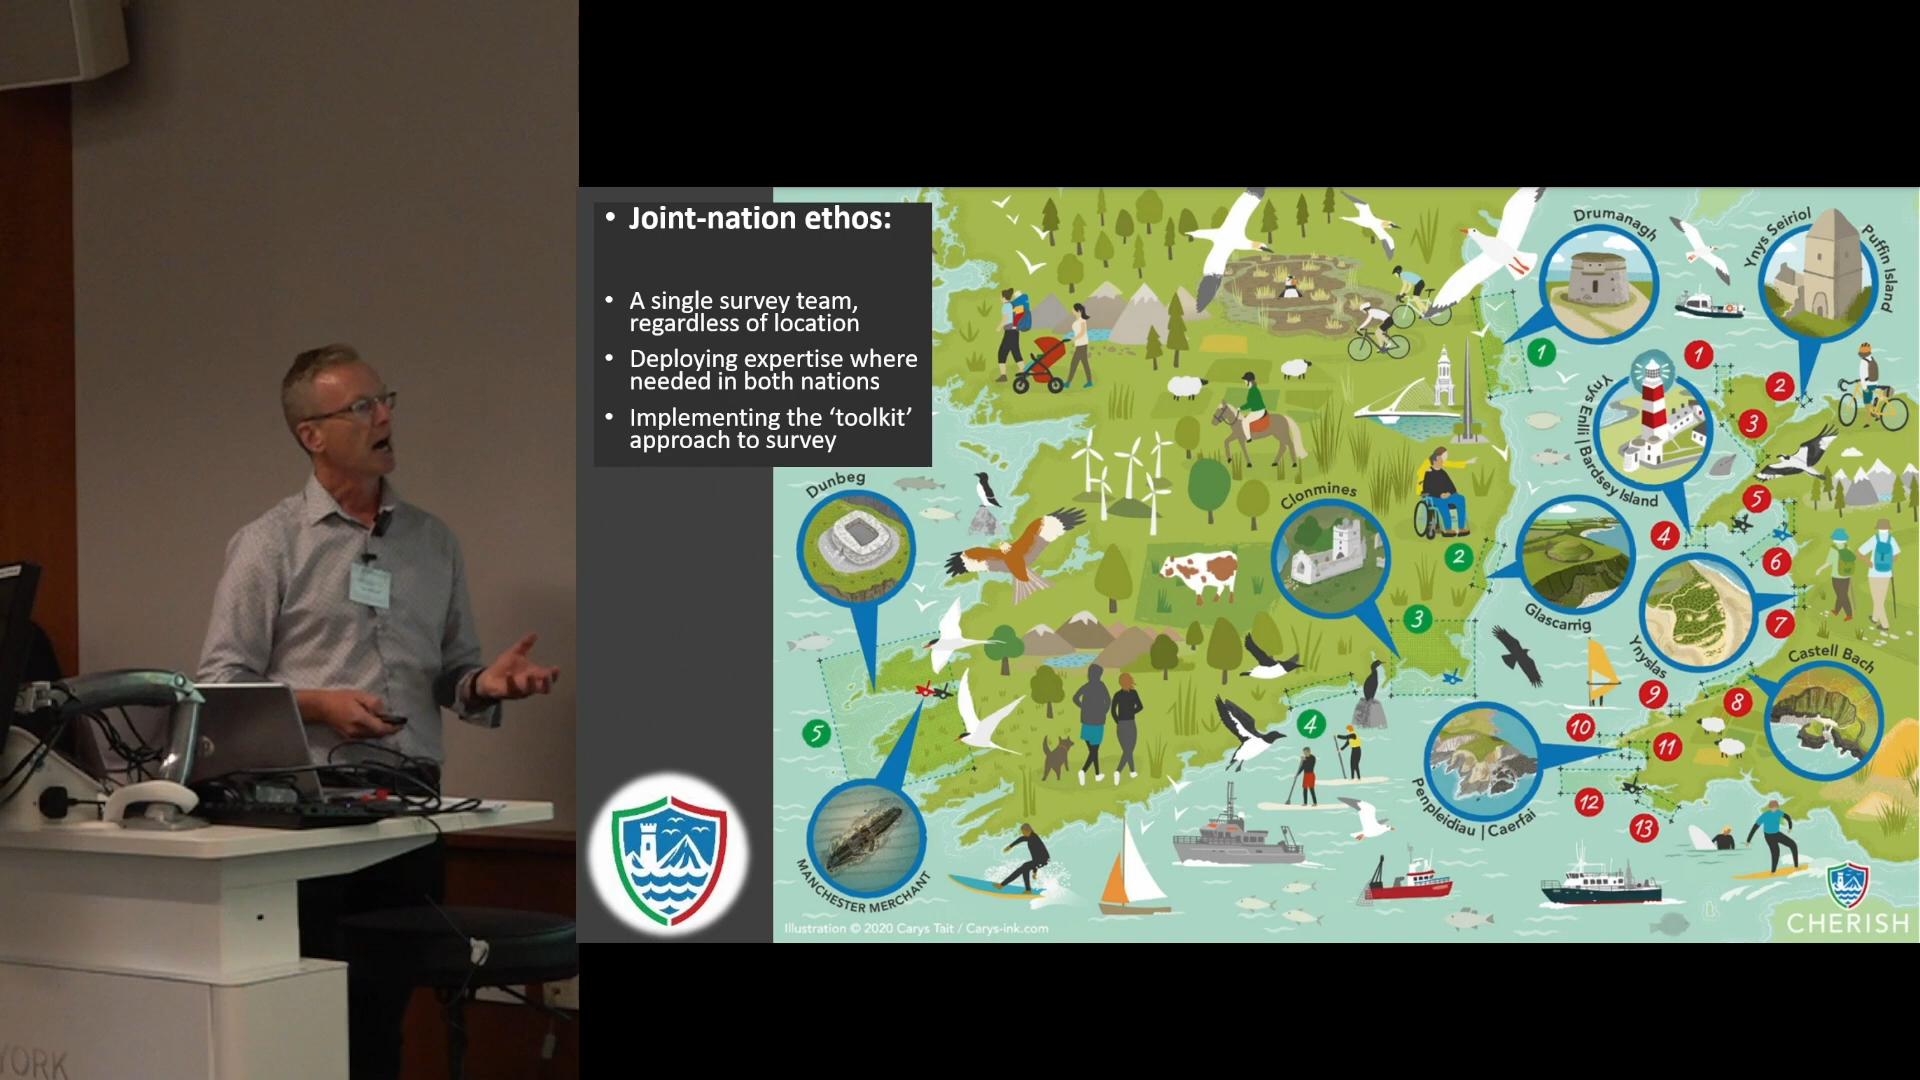 • Joint-nation ethos:
• A single survey team,
regardless of location
• Deploying expertise where
needed in both nations
• Implementing the ‘toolkit’
approach to survey
Drumanagh
Ynys Seiriol
Puffin Island
1
1
2
Ynys Enlli | Bardsey Island
3
Dunbeg
Clonmines
5
4
2
6
Glascarrig
3
7
Ynyslas
Castell Bach
9
8
5
4
10
11
Penpleidiau | Caerfai
12
13
MANCHESTER MERCHANT
Illustration © 2020 Carys Tait / Carys-ink.com
CHERISH
YORK